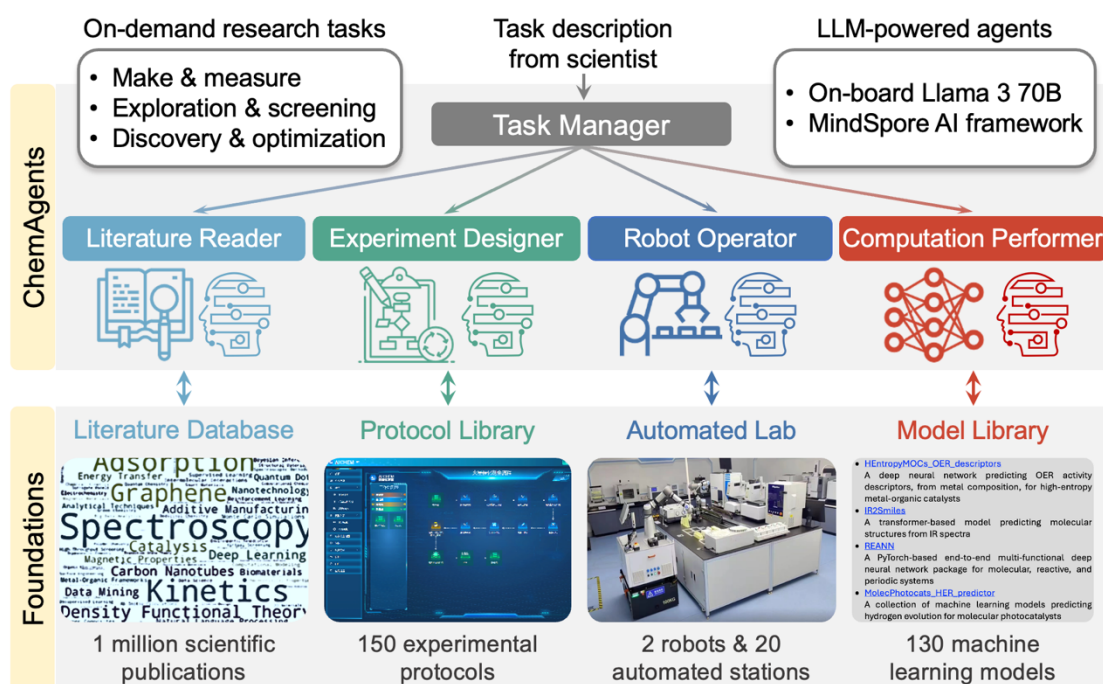 On-demand research tasks
• Make & measure
• Exploration & screening
• Discovery & optimization
Task description
from scientist
LLM-powered agents
• On-board Llama 3 70B
• MindSpore AI framework
Task Manager
ChemAgents
Literature Reader
Experiment Designer
Robot Operator
Computation Performer
Foundations
Literature Database
Protocol Library
Automated Lab
Model Library
Adsorption
Energy Transfer
Quantum Dot
Graphene
Nanotechnology
Analytical Techniques
Additive Manufacturin
Spectroscopy
Catalysis
Deep Learning
Magnetic Properties
Carbon Nanotubes
Biomaterials
Data Mining
Kinetics
Density Functional Theory
• HEntropyMOCs_OER_descriptors
A deep neural network predicting OER activity
descriptors, from metal composition, for high-entropy
metal-organic catalysts
• IR2Smiles
A transformer-based model predicting molecular
structures from IR spectra
• REANN
A PyTorch-based end-to-end multi-functional deep
neural network package for molecular, reactive, and
periodic systems
• MolecPhotocats_HER_predictor
A collection of machine learning models predicting
hydrogen evolution for molecular photocatalysts
1 million scientific
publications
150 experimental
protocols
2 robots & 20
automated stations
130 machine
learning models